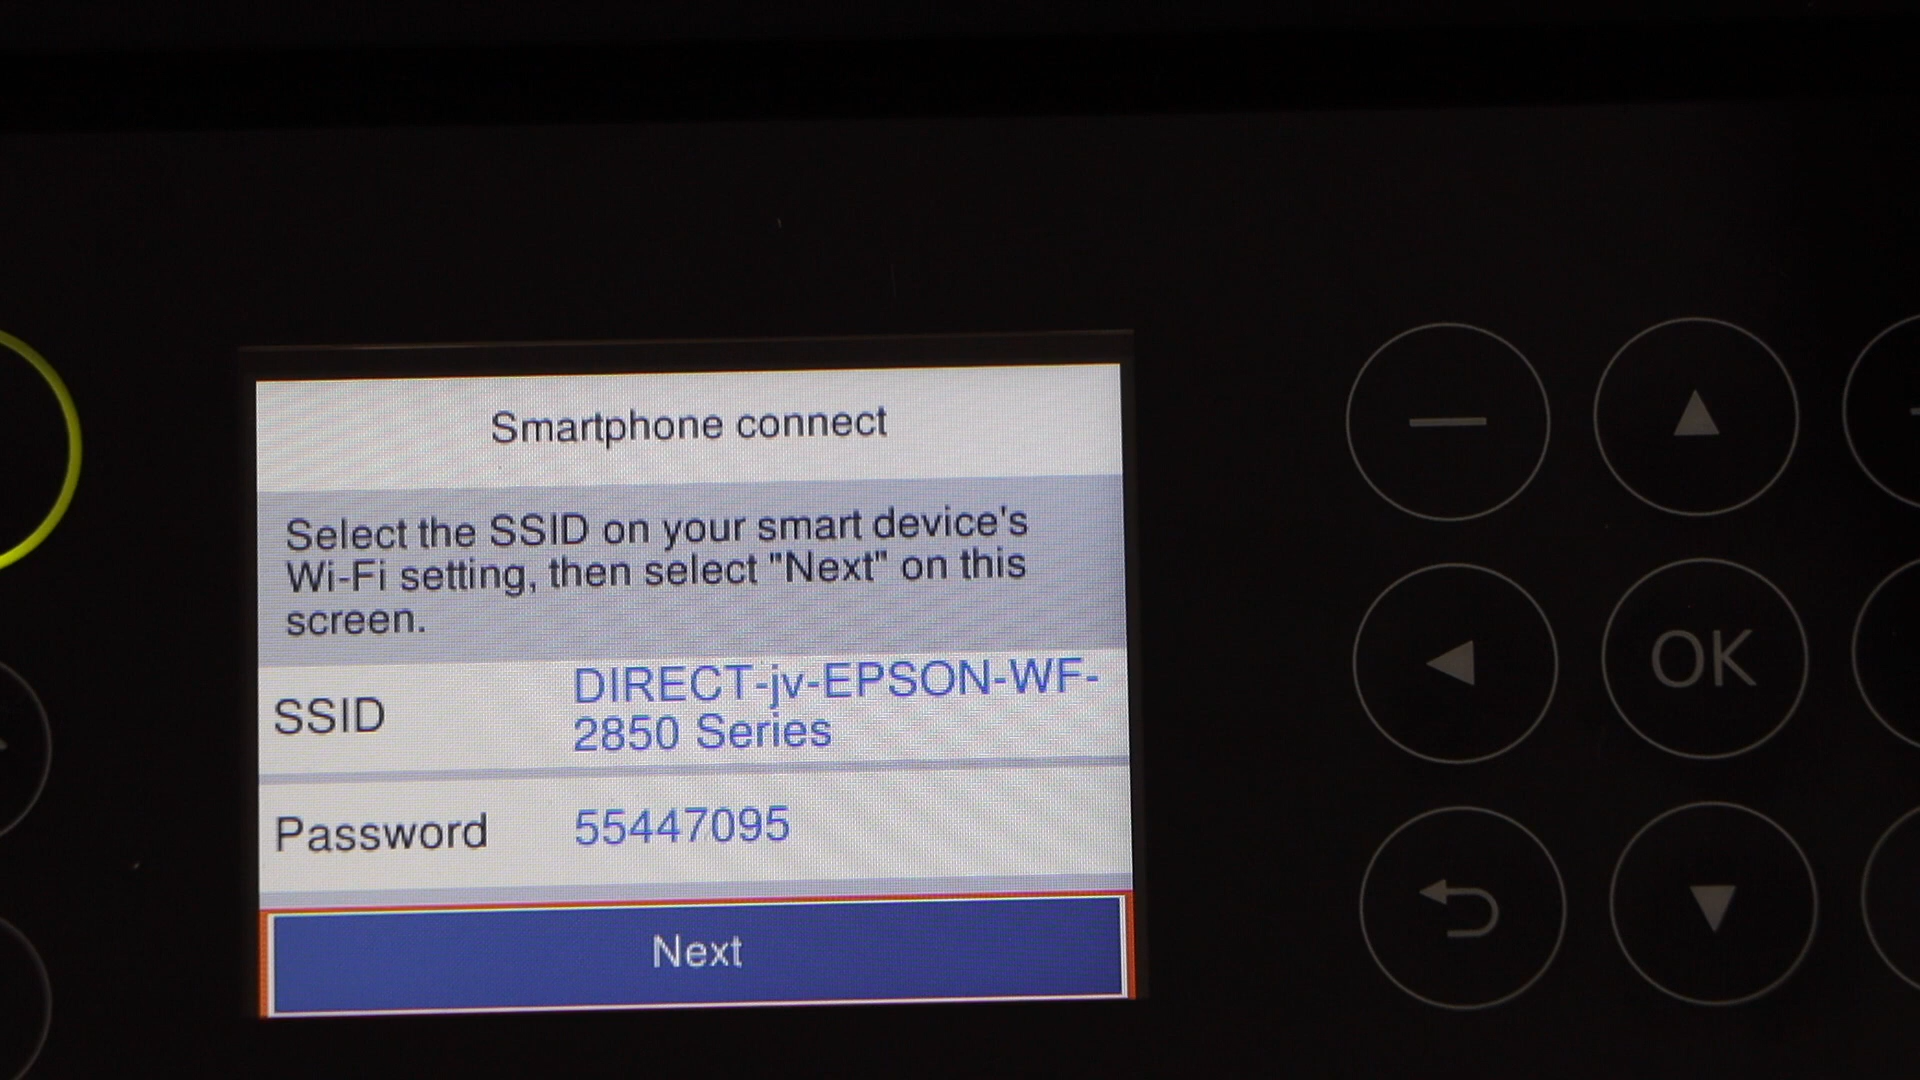 Smartphone connect
Select the SSID on your smart device's
Wi-Fi setting, then select "Next" on this
screen.
SSID DIRECT-jv-EPSON-WF-
2850 Series
Password 55447095
Next
OK